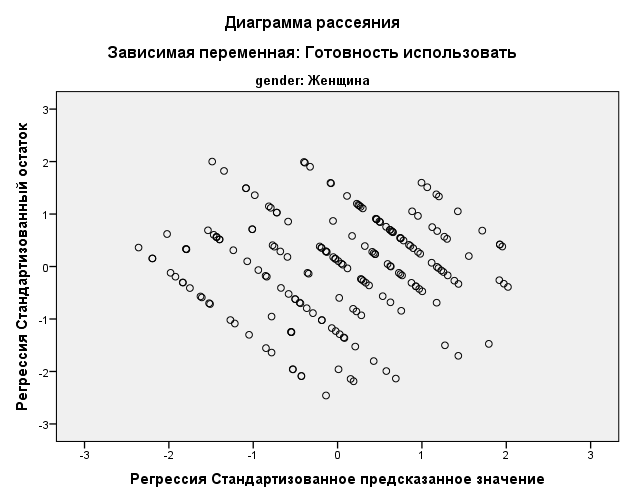 Диаграмма рассеяния
Зависимая переменная: Готовность использовать
gender: Женщина
Регрессия Стандартизованный остаток
3
2
1
0
-1
-2
-3
-3
-2
-1
0
1
2
3
Регрессия Стандартизованное предсказанное значение